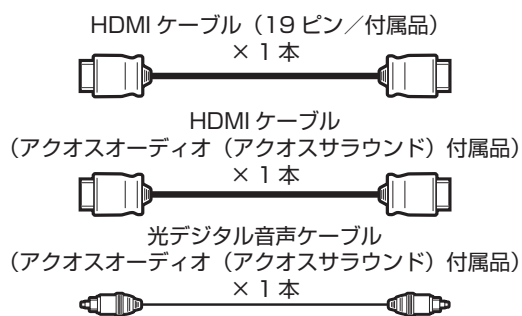 HDMI ケーブル（19 ピン／付属品）
× 1 本
HDMI ケーブル
（アクオスオーディオ（アクオスサラウンド）付属品）
× 1 本
光デジタル音声ケーブル
（アクオスオーディオ（アクオスサラウンド）付属品）
× 1 本